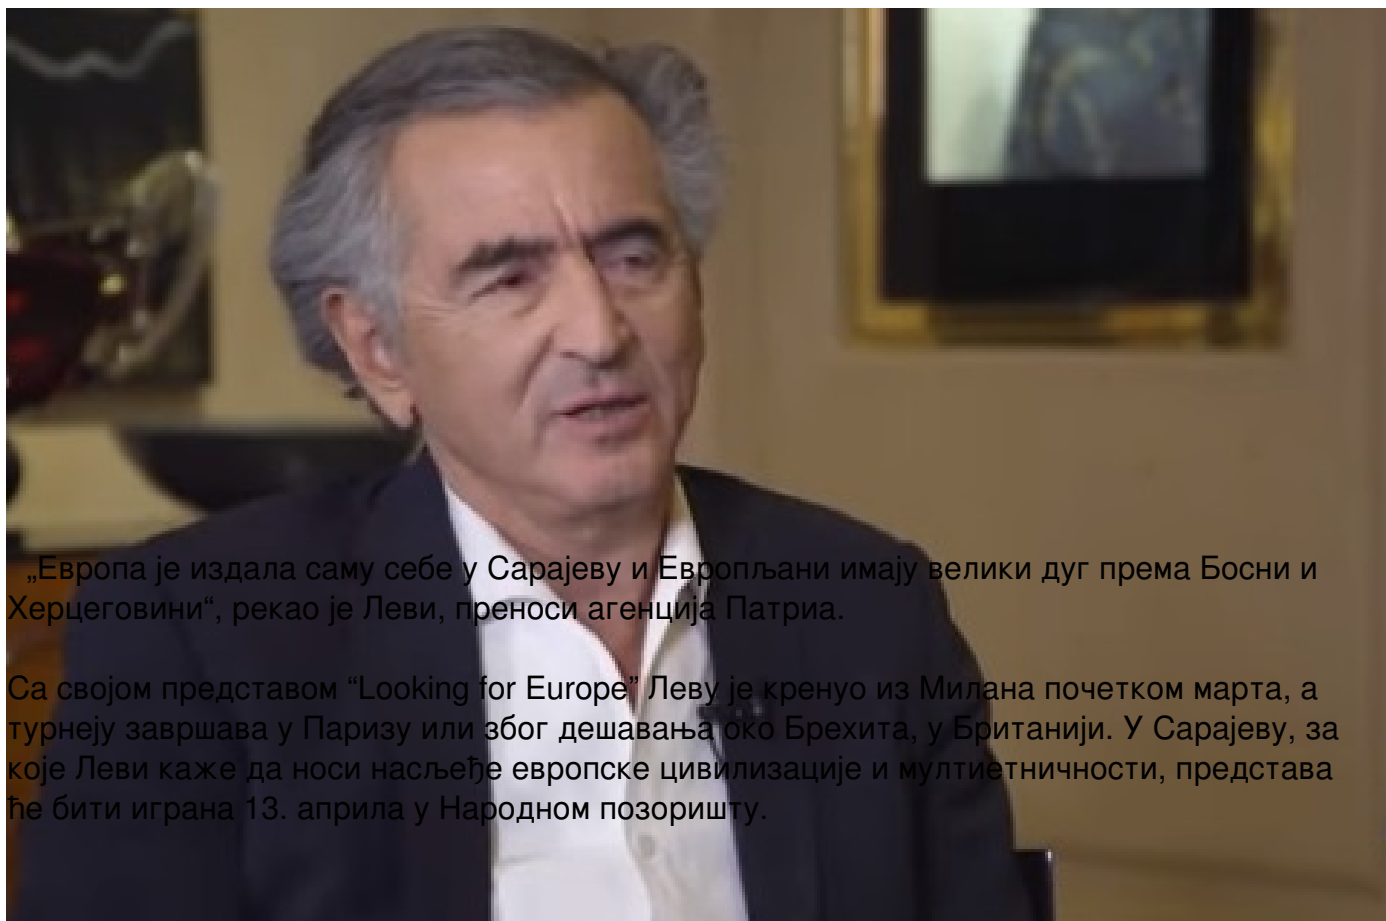 „Европа је издала саму себе у Сарајеву и Европљани имају велики дуг према Босни и
Херцеговини“, рекао је Леви, преноси агенција Патриа.
Са својом представом “Looking for Europe” Леву је кренуо из Милана почетком марта, а
турнеју завршава у Паризу или због дешавања око Брехита, у Британији. У Сарајеву, за
које Леви каже да носи насљеђе европске цивилизације и мултиетничности, представа
ће бити играна 13. априла у Народном позоришту.